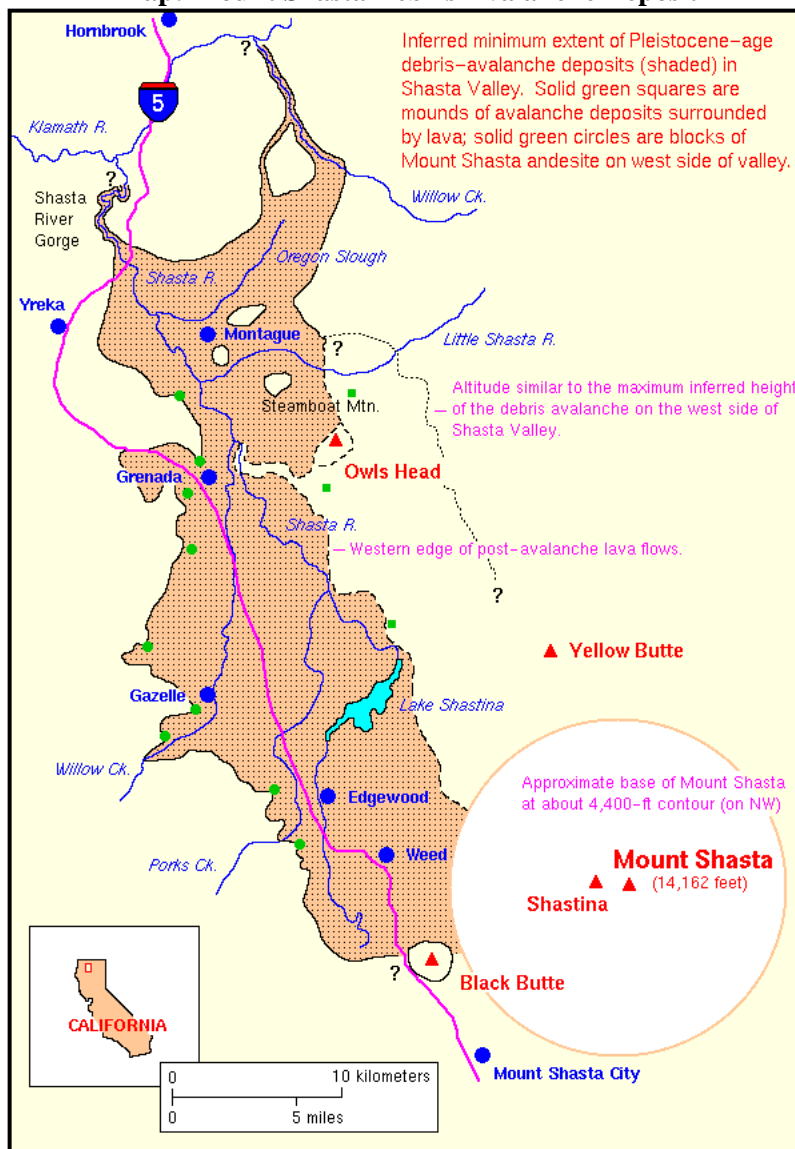 Hornbrook
Inferred minimum extent of Pleistocene-age
debris-avalanche deposits (shaded) in
Shasta Valley. Solid green squares are
mounds of avalanche deposits surrounded
by lava; solid green circles are blocks of
Mount Shasta andesite on west side of valley.
?
5
Klamath R.
?
Shasta
River
Gorge
Willow Ck.
Oregon Slough
Shasta R.
Yreka
Montague
?
Little Shasta R.
Altitude similar to the maximum inferred height
of the debris avalanche on the west side of
Shasta Valley.
Steamboat Mtn.
Owls Head
Grenada
Shasta R.
Western edge of post-avalanche lava flows.
?
Yellow Butte
Gazelle
Lake Shastina
Willow Ck.
Approximate base of Mount Shasta
at about 4,400-ft contour (on NW)
Edgewood
Weed
Porks Ck.
Mount Shasta
(14,162 feet)
Shastina
?
Black Butte
CALIFORNIA
Mount Shasta City
0 10 kilometers
0 5 miles